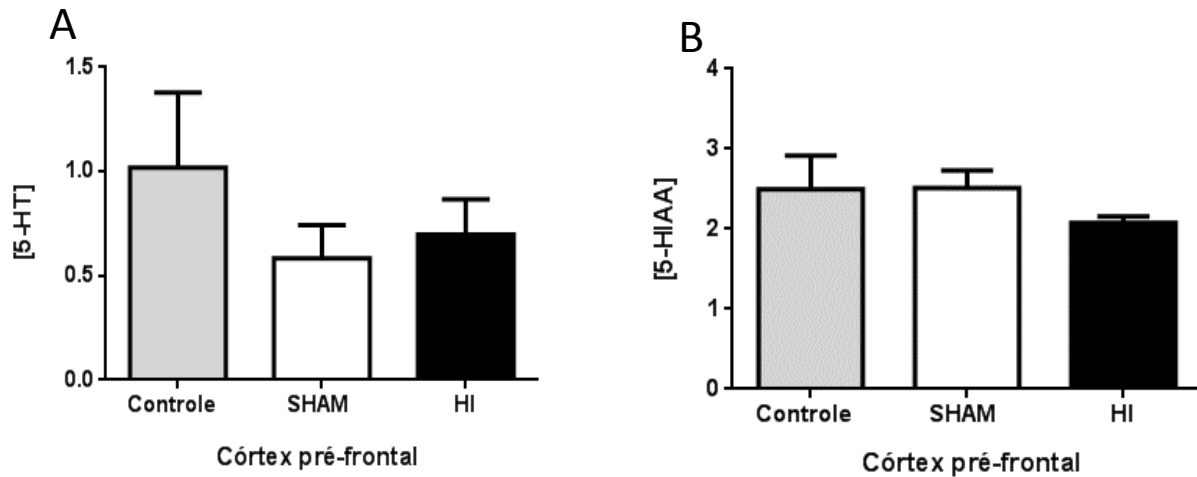 A
[5-HT]
1.5
1.0
0.5
0.0
Controle SHAM HI
Córtex pré-frontal
B
[5-HIAA]
4
3
2
1
0
Controle SHAM HI
Córtex pré-frontal